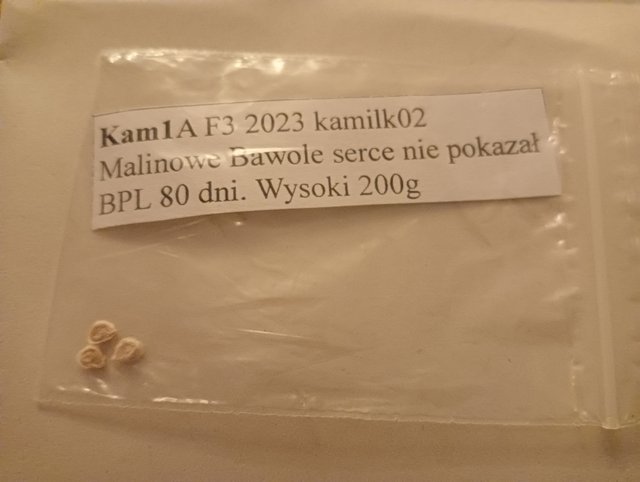 Kam1A F3 2023 kamilk02
Malinowe Bawole serce nie pokazał
BPL 80 dni. Wysoki 200g